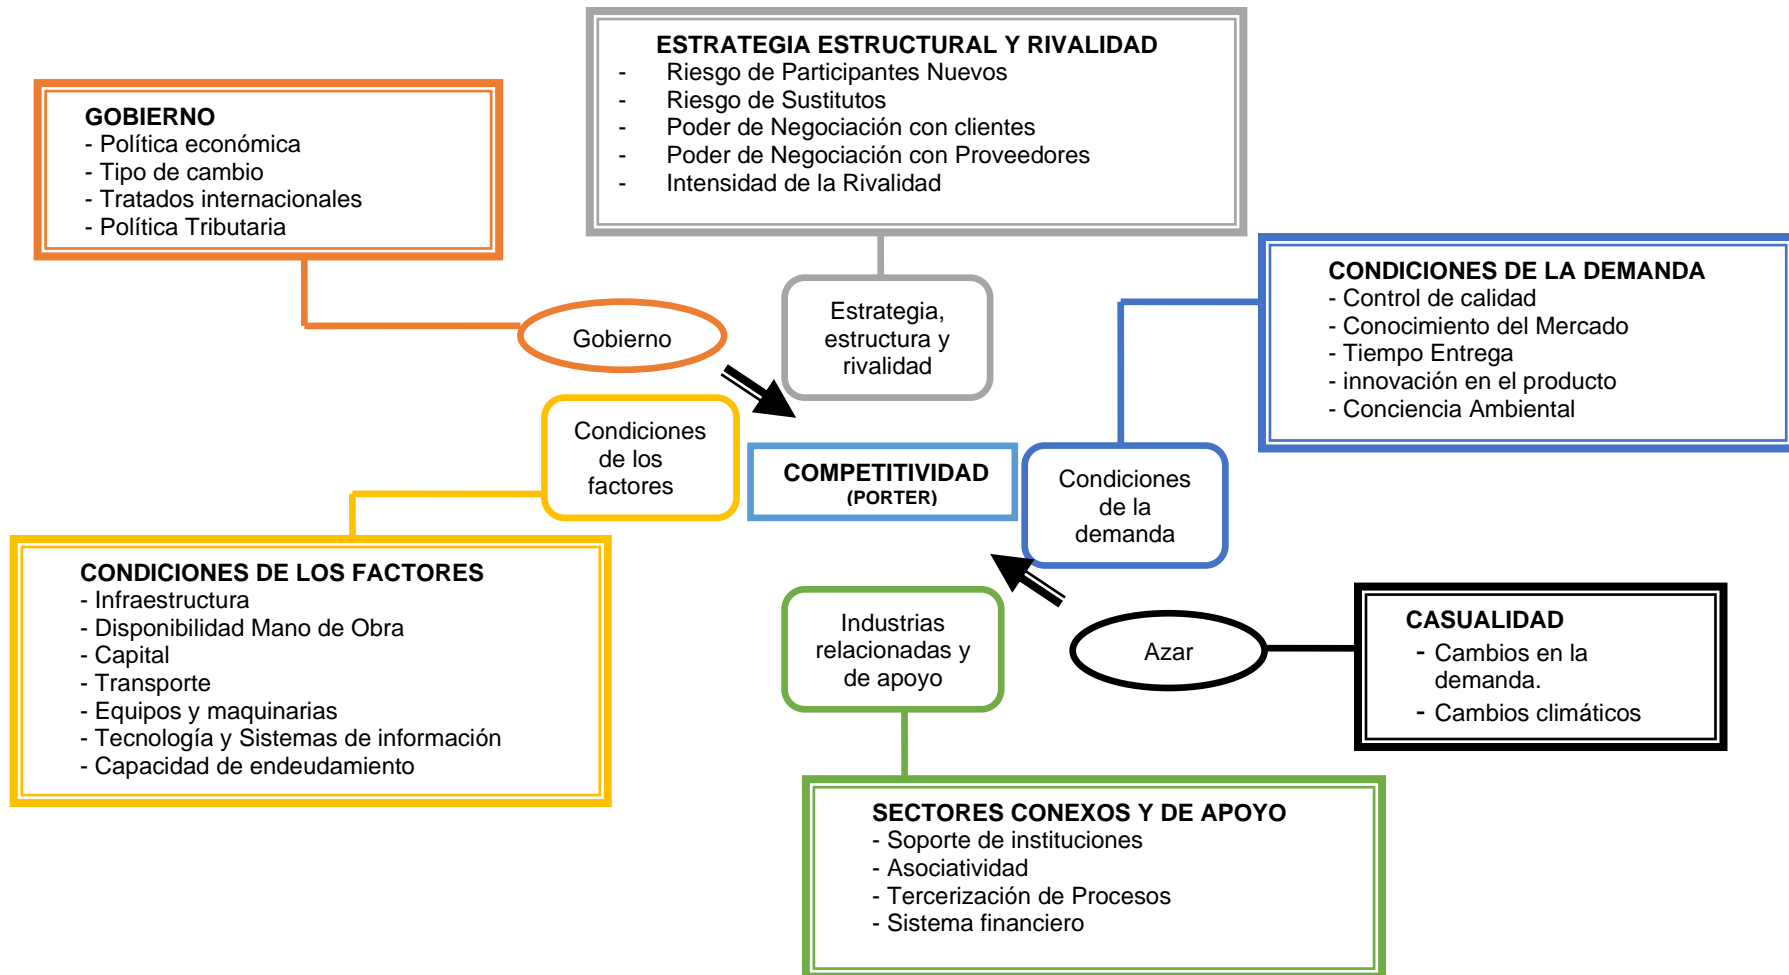 ESTRATEGIA ESTRUCTURAL Y RIVALIDAD
- Riesgo de Participantes Nuevos
- Riesgo de Sustitutos
- Poder de Negociación con clientes
- Poder de Negociación con Proveedores
- Intensidad de la Rivalidad
GOBIERNO
- Política económica
- Tipo de cambio
- Tratados internacionales
- Política Tributaria
CONDICIONES DE LA DEMANDA
- Control de calidad
- Conocimiento del Mercado
- Tiempo Entrega
- innovación en el producto
- Conciencia Ambiental
Gobierno
Estrategia,
estructura y
rivalidad
Condiciones
de los
factores
COMPETITIVIDAD
(PORTER)
Condiciones
de la
demanda
CONDICIONES DE LOS FACTORES
- Infraestructura
- Disponibilidad Mano de Obra
- Capital
- Transporte
- Equipos y maquinarias
- Tecnología y Sistemas de información
- Capacidad de endeudamiento
Industrias
relacionadas y
de apoyo
Azar
CASUALIDAD
- Cambios en la
demanda.
- Cambios climáticos
SECTORES CONEXOS Y DE APOYO
- Soporte de instituciones
- Asociatividad
- Tercerización de Procesos
- Sistema financiero